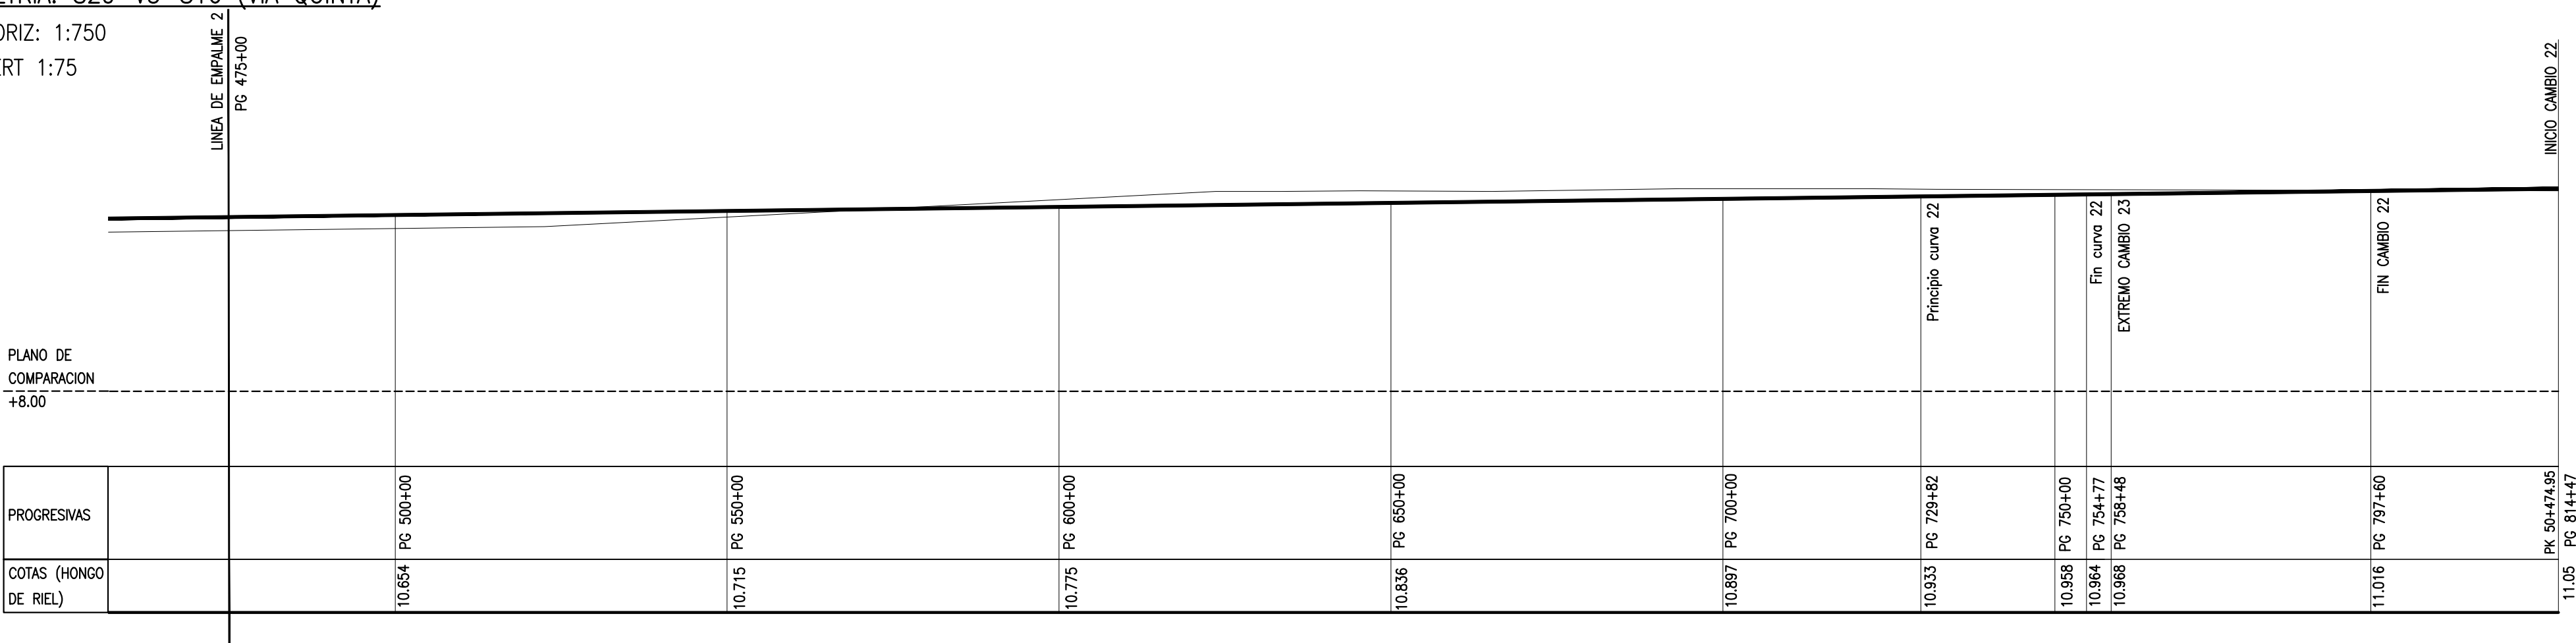 VS
(VIA QUINTA)
1:750
1:75
LINEA DE EMPALME 2
PG 475+00
INICIO CAMBIO 22
Principio curva 22
Fin curva 22
EXTREMO CAMBIO 23
FIN CAMBIO 22
PLANO DE
COMPARACION
+8.00
PROGRESIVAS
PG 500+00
PG 550+00
PG 600+00
PG 650+00
PG 700+00
PG 729+82
PG 750+00
PG 754+77
PG 758+48
PG 797+60
PK 50+474.95
PG 814+47
COTAS (HONGO
DE RIEL)
10.654
10.715
10.775
10.836
10.897
10.933
10.958
10.964
10.968
11.016
11.05